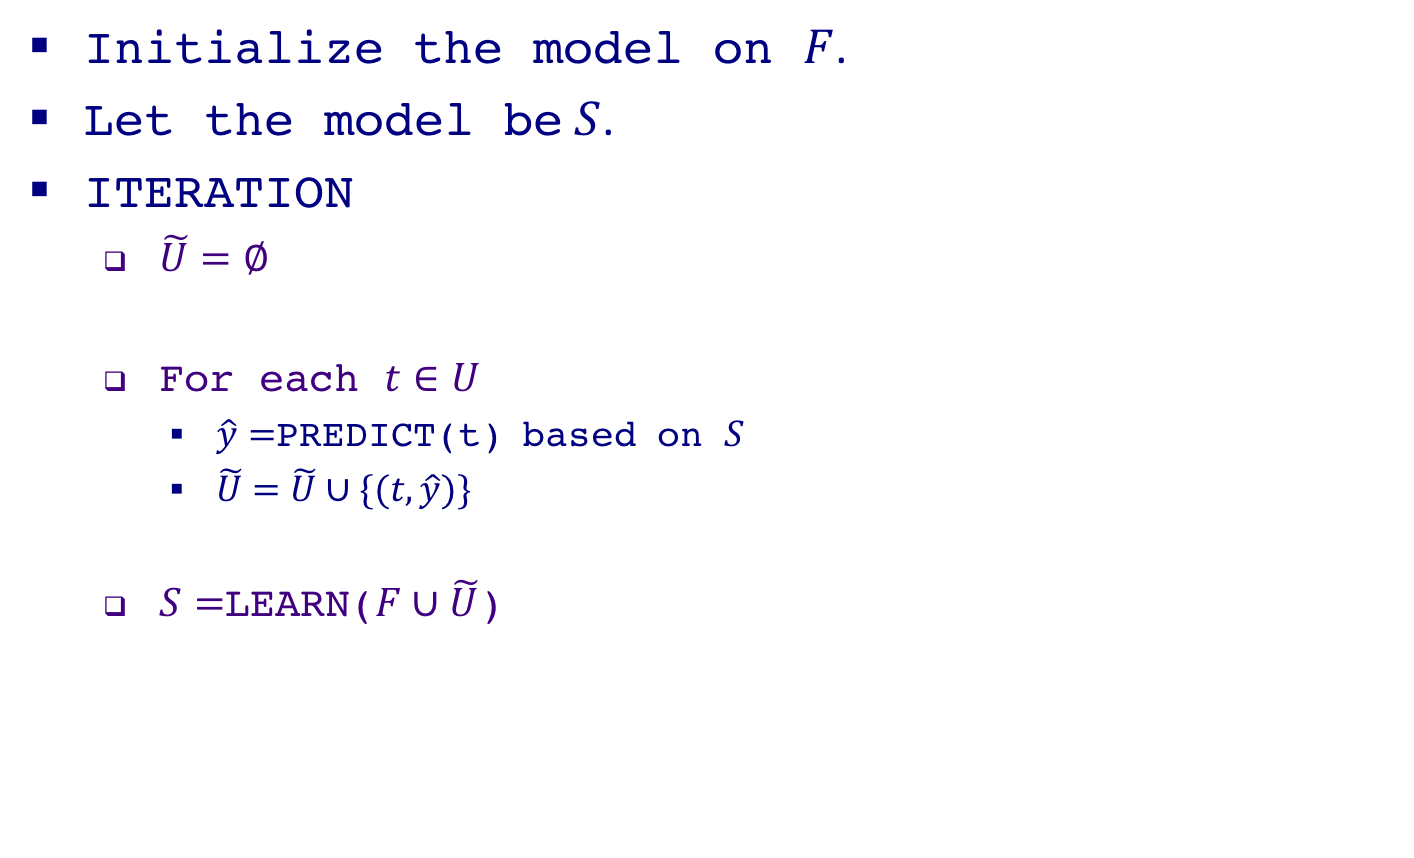 ▪ Initialize the model on F.
▪ Let the model be S.
▪ ITERATION
❑ Ũ = ∅
❑ For each t ∈ U
▪ ŷ =PREDICT(t) based on S
▪ Ũ = Ũ ∪ {(t, ŷ)}
❑ S =LEARN(F ∪ Ũ)